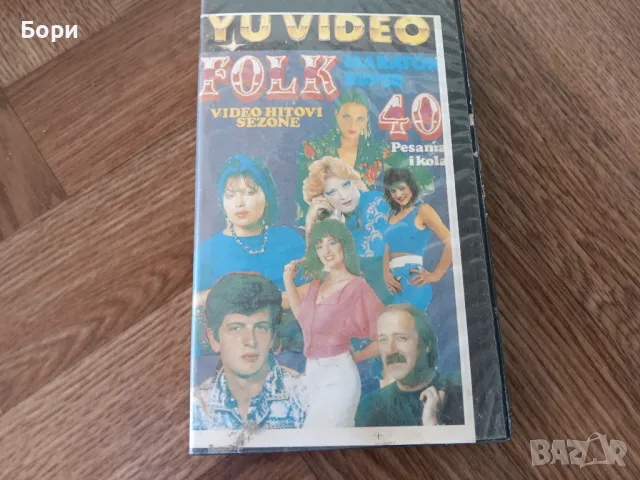 Бори
YU VIDEO
FOLK
MARATON
VIDEO HITOVI
SEZONE
40
Pesama
i kola
BAZAR